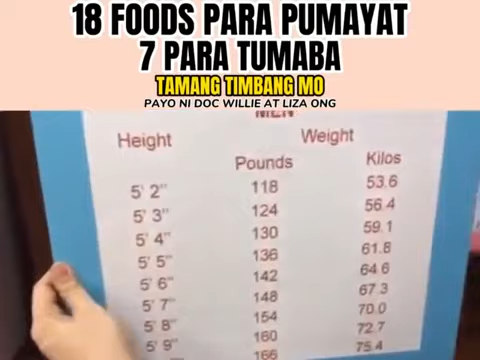 18 FOODS PARA PUMAYAT
7 PARA TUMABA
TAMANG TIMBANG MO
PAYO NI DOC WILLIE AT LIZA ONG
MEN
Height Weight
Pounds Kilos
5' 2" 118 53.6
5' 3" 124 56.4
5' 4" 130 59.1
5' 5" 136 61.8
5' 6" 142 64.6
5' 7" 148 67.3
5' 8" 154 70.0
5' 9" 160 72.7
166 75.4